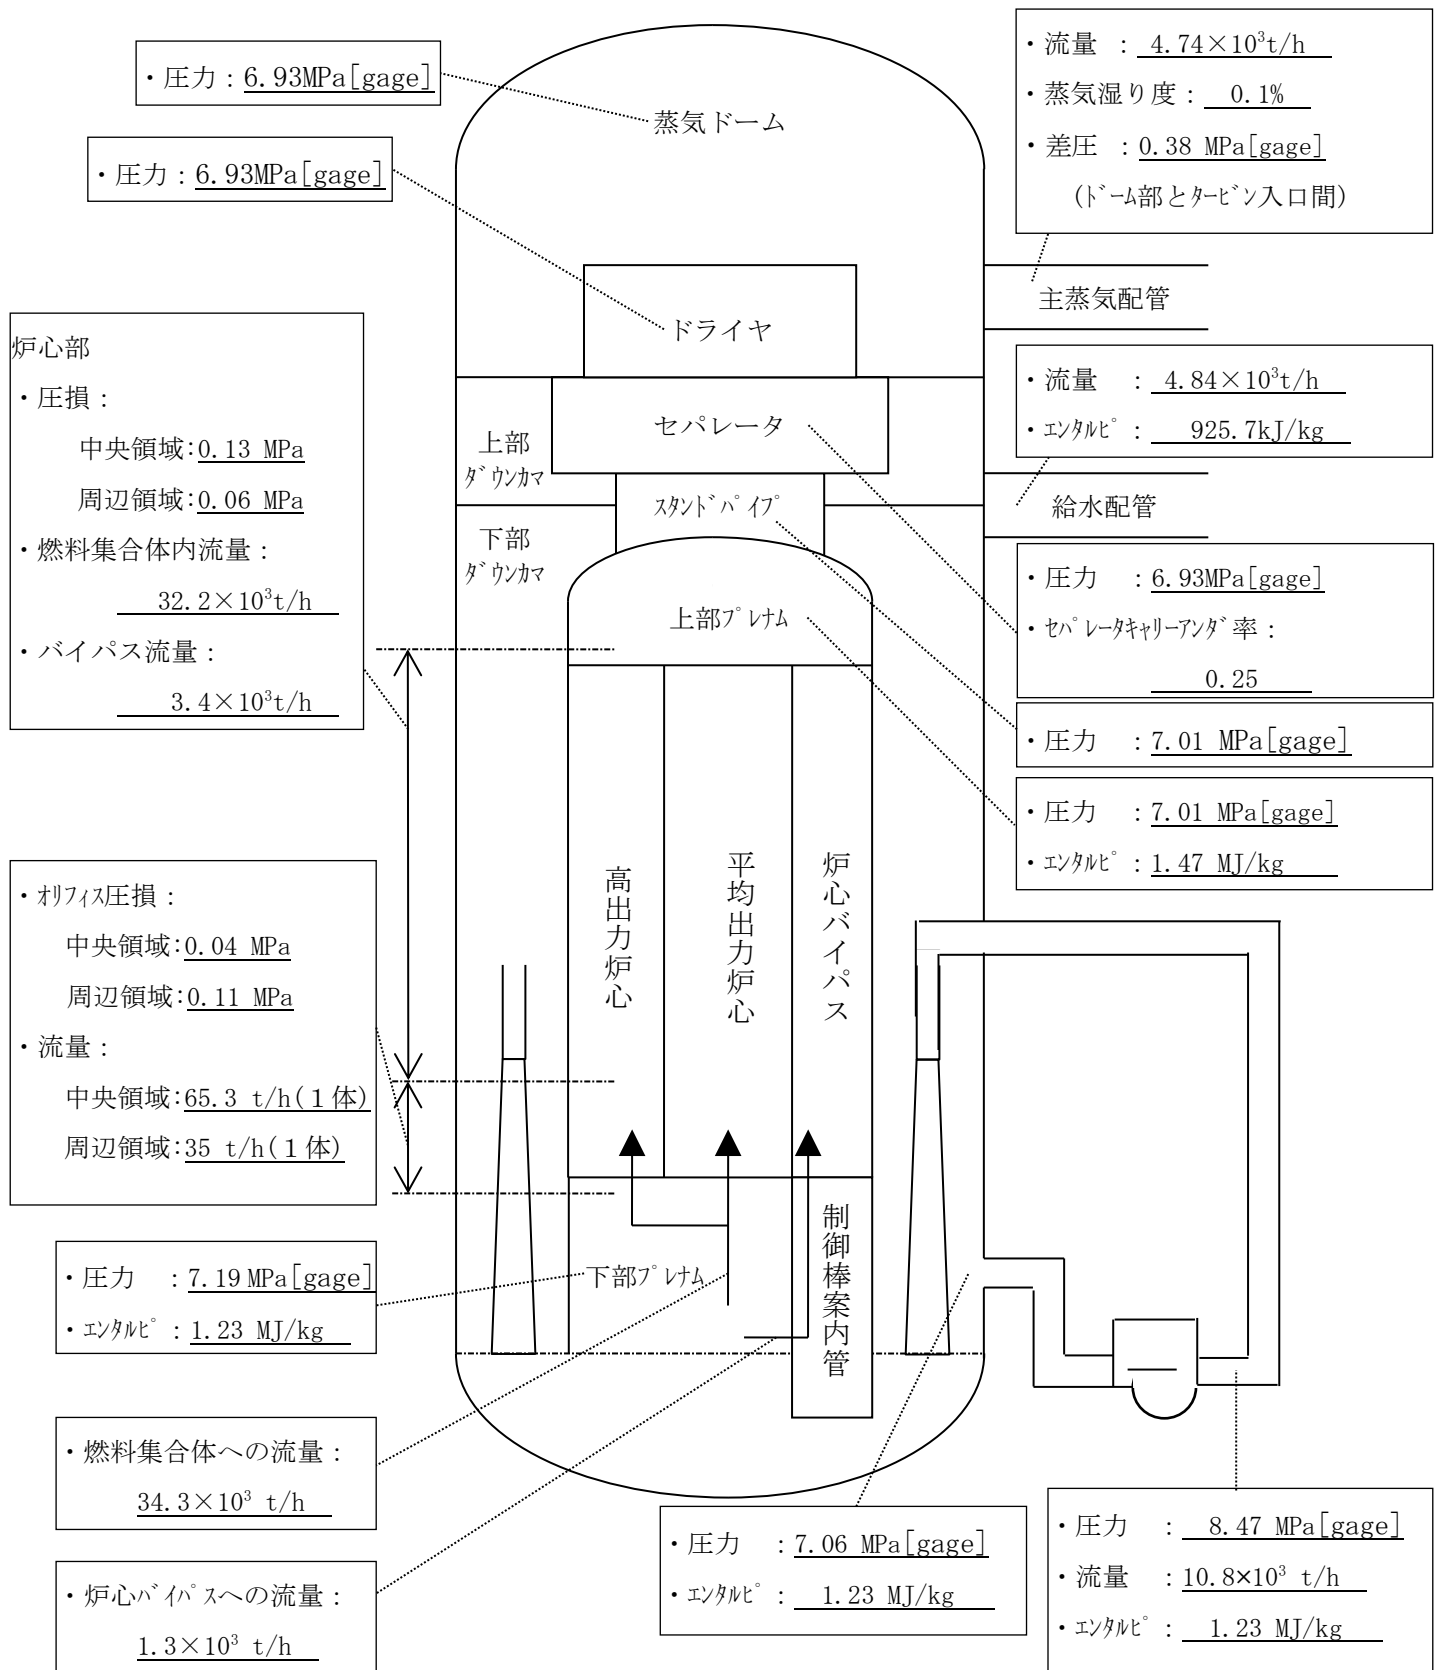 ・圧力：6.93MPa[gage]
蒸気ドーム
・圧力：6.93MPa[gage]
・流量　：4.74×10³t/h
・蒸気湿り度：0.1%
・差圧　：0.38 MPa[gage]
(ﾄﾞｰﾑ部とﾀｰﾋﾞﾝ入口間)
ドライヤ
主蒸気配管
炉心部
・圧損：
中央領域:0.13 MPa
周辺領域:0.06 MPa
・燃料集合体内流量：
32.2×10³t/h
・バイパス流量：
3.4×10³t/h
・流量　：4.84×10³t/h
・ｴﾝﾀﾙﾋﾟ：925.7kJ/kg
セパレータ
上部
ﾀﾞｳﾝｶﾏ
ｽﾀﾝﾄﾞﾊﾟｲﾌﾟ
給水配管
下部
ﾀﾞｳﾝｶﾏ
・圧力　：6.93MPa[gage]
・ｾﾊﾟﾚｰﾀｷｬﾘｰｱﾝﾀﾞ率：
0.25
上部ﾌﾟﾚﾅﾑ
・圧力　：7.01 MPa[gage]
・圧力　：7.01 MPa[gage]
・ｴﾝﾀﾙﾋﾟ：1.47 MJ/kg
高出力炉心
平均出力炉心
炉心バイパス
・ｵﾘﾌｨｽ圧損：
中央領域:0.04 MPa
周辺領域:0.11 MPa
・流量：
中央領域:65.3 t/h(１体)
周辺領域:35 t/h(１体)
制御棒案内管
・圧力　：7.19 MPa[gage]
・ｴﾝﾀﾙﾋﾟ：1.23 MJ/kg
下部ﾌﾟﾚﾅﾑ
・燃料集合体への流量：
34.3×10³ t/h
・炉心ﾊﾞｲﾊﾟｽへの流量：
1.3×10³ t/h
・圧力　：7.06 MPa[gage]
・ｴﾝﾀﾙﾋﾟ：1.23 MJ/kg
・圧力　：8.47 MPa[gage]
・流量　：10.8×10³ t/h
・ｴﾝﾀﾙﾋﾟ：1.23 MJ/kg